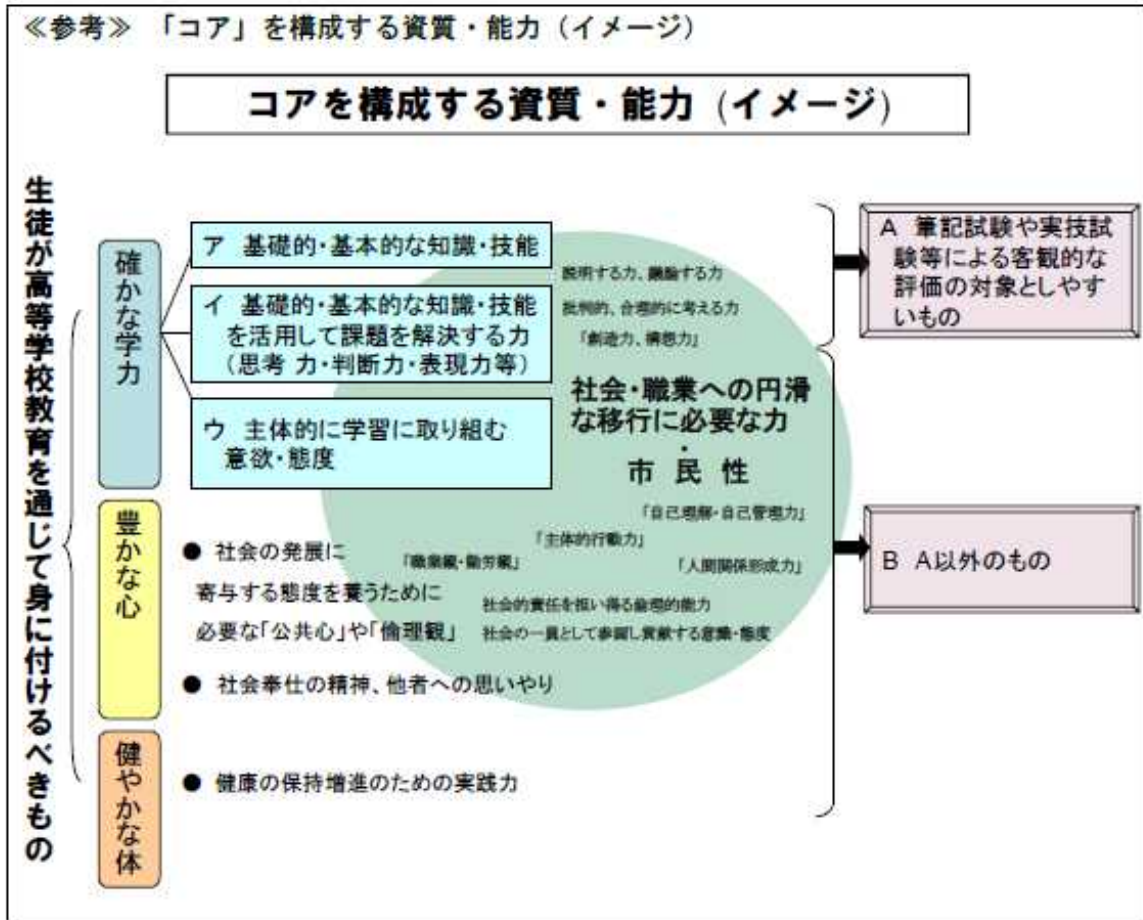 ≪参考≫ 「コア」を構成する資質・能力（イメージ）
コアを構成する資質・能力（イメージ）
生徒が高等学校教育を通じて身に付けるべきもの
確かな学力
ア 基礎的・基本的な知識・技能
イ 基礎的・基本的な知識・技能
を活用して課題を解決する力
（思考 力・判断力・表現力等）
ウ 主体的に学習に取り組む
意欲・態度
説明する力、議論する力
批判的、合理的に考える力
「創造力、構想力」
社会・職業への円滑
な移行に必要な力
・
市 民 性
「自己理解・自己管理力」
「主体的行動力」
「職業観・勤労観」
「人間関係形成力」
社会的責任を担い得る倫理的能力
社会の一員として参画し貢献する意識・態度
豊かな心
● 社会の発展に
寄与する態度を養うために
必要な「公共心」や「倫理観」
● 社会奉仕の精神、他者への思いやり
健やかな体
● 健康の保持増進のための実践力
A 筆記試験や実技試
験等による客観的な
評価の対象としやす
いもの
B A以外のもの